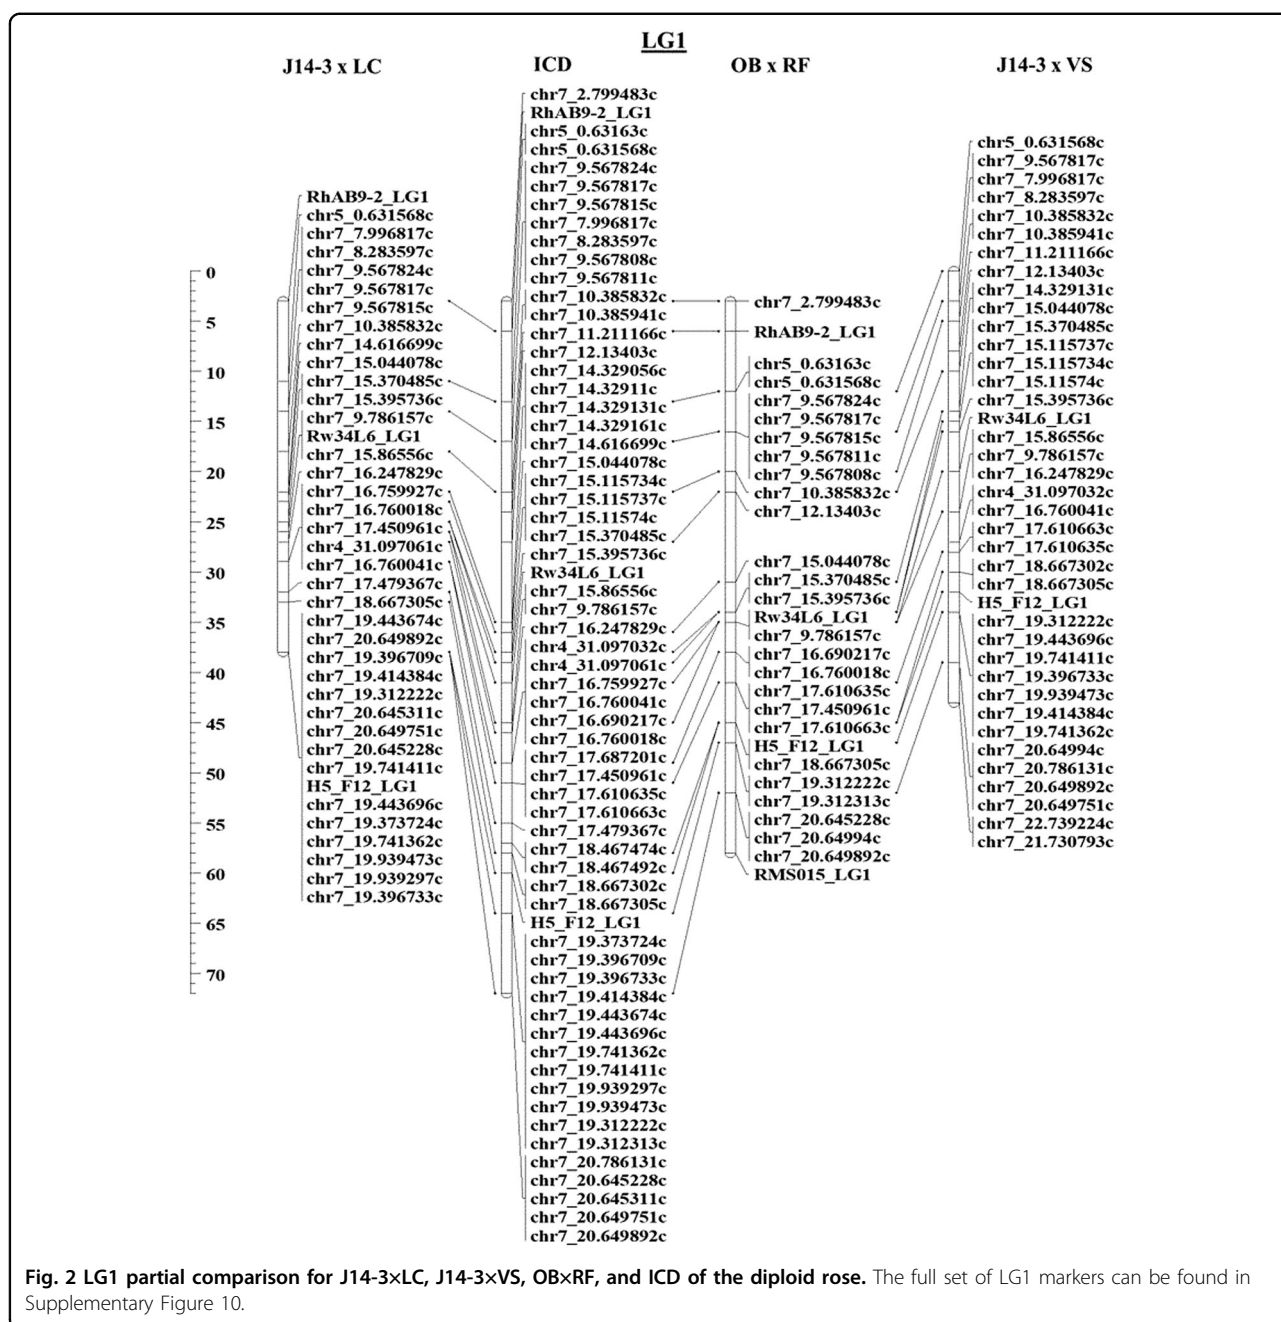 LG1
J14-3 x LC
RhAB9-2_LG1
chr5_0.631568c
chr7_7.996817c
chr7_8.283597c
chr7_9.567824c
chr7_9.567817c
chr7_9.567815c
chr7_10.385832c
chr7_14.616699c
chr7_15.044078c
chr7_15.370485c
chr7_15.395736c
chr7_9.786157c
Rw34L6_LG1
chr7_15.86556c
chr7_16.247829c
chr7_16.759927c
chr7_16.760018c
chr7_17.450961c
chr4_31.097061c
chr7_16.760041c
chr7_17.479367c
chr7_18.667305c
chr7_19.443674c
chr7_20.649892c
chr7_19.396709c
chr7_19.414384c
chr7_19.312222c
chr7_20.645311c
chr7_20.649751c
chr7_20.645228c
chr7_19.741411c
H5_F12_LG1
chr7_19.443696c
chr7_19.373724c
chr7_19.741362c
chr7_19.939473c
chr7_19.939297c
chr7_19.396733c
0
5
10
15
20
25
30
35
40
45
50
55
60
65
70
ICD
chr7_2.799483c
RhAB9-2_LG1
chr5_0.63163c
chr5_0.631568c
chr7_9.567824c
chr7_9.567817c
chr7_9.567815c
chr7_7.996817c
chr7_8.283597c
chr7_9.567808c
chr7_9.567811c
chr7_10.385832c
chr7_10.385941c
chr7_11.211166c
chr7_12.13403c
chr7_14.329056c
chr7_14.32911c
chr7_14.329131c
chr7_14.329161c
chr7_14.616699c
chr7_15.044078c
chr7_15.115734c
chr7_15.115737c
chr7_15.11574c
chr7_15.370485c
chr7_15.395736c
Rw34L6_LG1
chr7_15.86556c
chr7_9.786157c
chr7_16.247829c
chr4_31.097032c
chr4_31.097061c
chr7_16.759927c
chr7_16.760041c
chr7_16.690217c
chr7_16.760018c
chr7_17.687201c
chr7_17.450961c
chr7_17.610635c
chr7_17.610663c
chr7_17.479367c
chr7_18.467474c
chr7_18.467492c
chr7_18.667302c
chr7_18.667305c
H5_F12_LG1
chr7_19.373724c
chr7_19.396709c
chr7_19.396733c
chr7_19.414384c
chr7_19.443674c
chr7_19.443696c
chr7_19.741362c
chr7_19.741411c
chr7_19.939297c
chr7_19.939473c
chr7_19.312222c
chr7_19.312313c
chr7_20.786131c
chr7_20.645228c
chr7_20.645311c
chr7_20.649751c
chr7_20.649892c
OB x RF
chr7_2.799483c
RhAB9-2_LG1
chr5_0.63163c
chr5_0.631568c
chr7_9.567824c
chr7_9.567817c
chr7_9.567815c
chr7_9.567811c
chr7_9.567808c
chr7_10.385832c
chr7_12.13403c
chr7_15.044078c
chr7_15.370485c
chr7_15.395736c
Rw34L6_LG1
chr7_9.786157c
chr7_16.690217c
chr7_16.760018c
chr7_17.610635c
chr7_17.450961c
chr7_17.610663c
H5_F12_LG1
chr7_18.667305c
chr7_19.312222c
chr7_19.312313c
chr7_20.645228c
chr7_20.64994c
chr7_20.649892c
RMS015_LG1
J14-3 x VS
chr5_0.631568c
chr7_9.567817c
chr7_7.996817c
chr7_8.283597c
chr7_10.385832c
chr7_10.385941c
chr7_11.211166c
chr7_12.13403c
chr7_14.329131c
chr7_15.044078c
chr7_15.370485c
chr7_15.115737c
chr7_15.115734c
chr7_15.11574c
chr7_15.395736c
Rw34L6_LG1
chr7_15.86556c
chr7_9.786157c
chr7_16.247829c
chr4_31.097032c
chr7_16.760041c
chr7_17.610663c
chr7_17.610635c
chr7_18.667302c
chr7_18.667305c
H5_F12_LG1
chr7_19.312222c
chr7_19.443696c
chr7_19.741411c
chr7_19.396733c
chr7_19.939473c
chr7_19.414384c
chr7_19.741362c
chr7_20.64994c
chr7_20.786131c
chr7_20.649892c
chr7_20.649751c
chr7_22.739224c
chr7_21.730793c
Fig. 2 LG1 partial comparison for J14-3×LC, J14-3×VS, OB×RF, and ICD of the diploid rose. The full set of LG1 markers can be found in
Supplementary Figure 10.